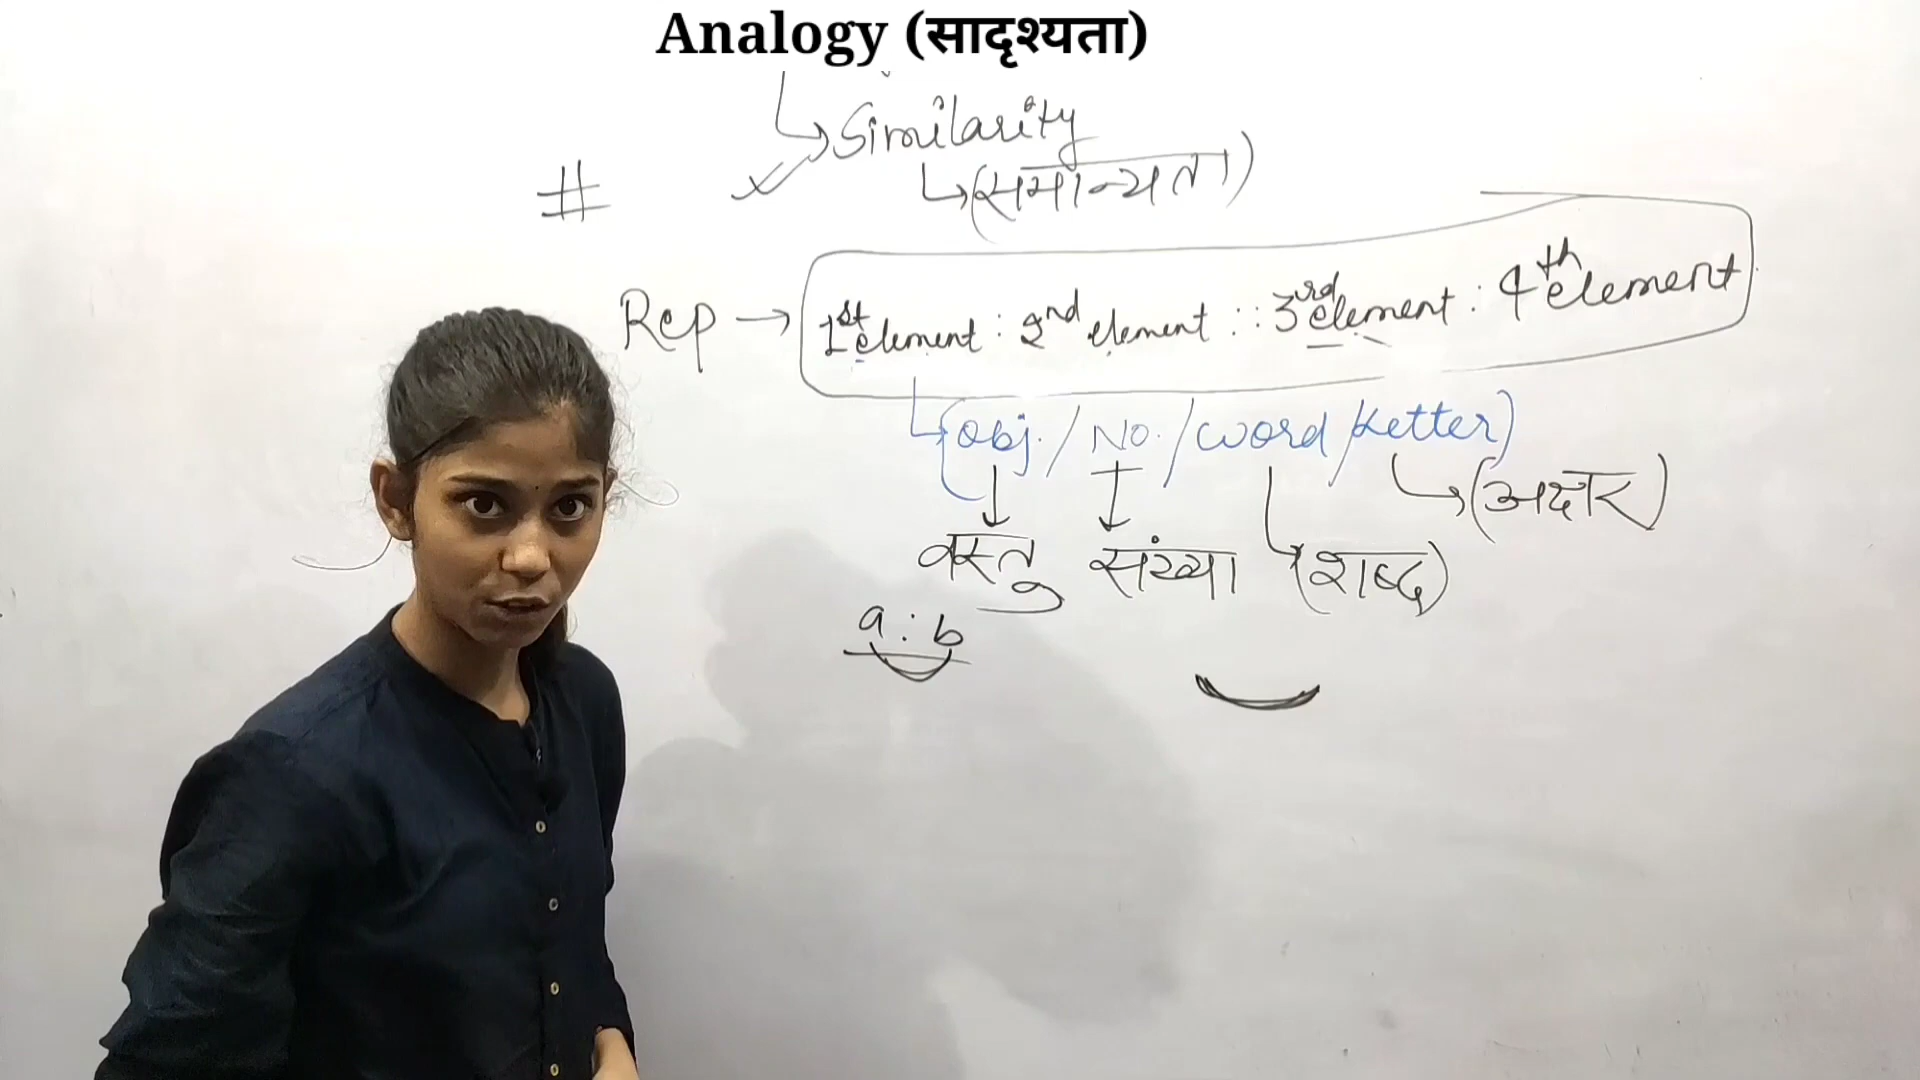 Analogy (सादृश्यता)
Similarity
# (समान्यता)
Rep → 1st element : 2nd element :: 3rd element : 4th element
(Obj. / No. / word / Letter)
(अक्षर)
वस्तु संख्या (शब्द)
a : b